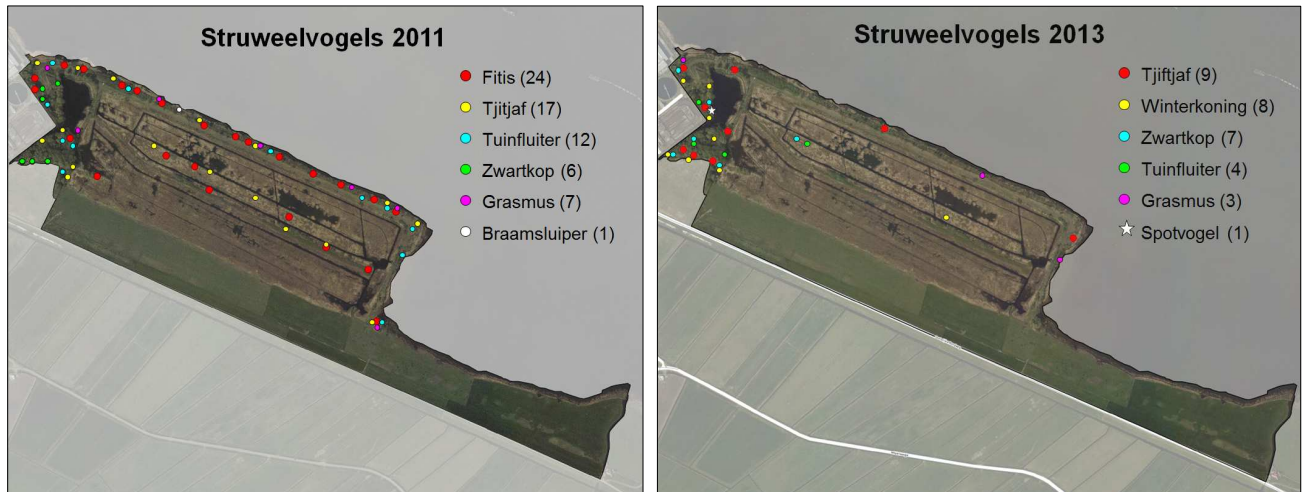 Struweelvogels 2011
Fitis (24)
Tjitjaf (17)
Tuinfluiter (12)
Zwartkop (6)
Grasmus (7)
Braamsluiper (1)
Struweelvogels 2013
Tjiftjaf (9)
Winterkoning (8)
Zwartkop (7)
Tuinfluiter (4)
Grasmus (3)
Spotvogel (1)